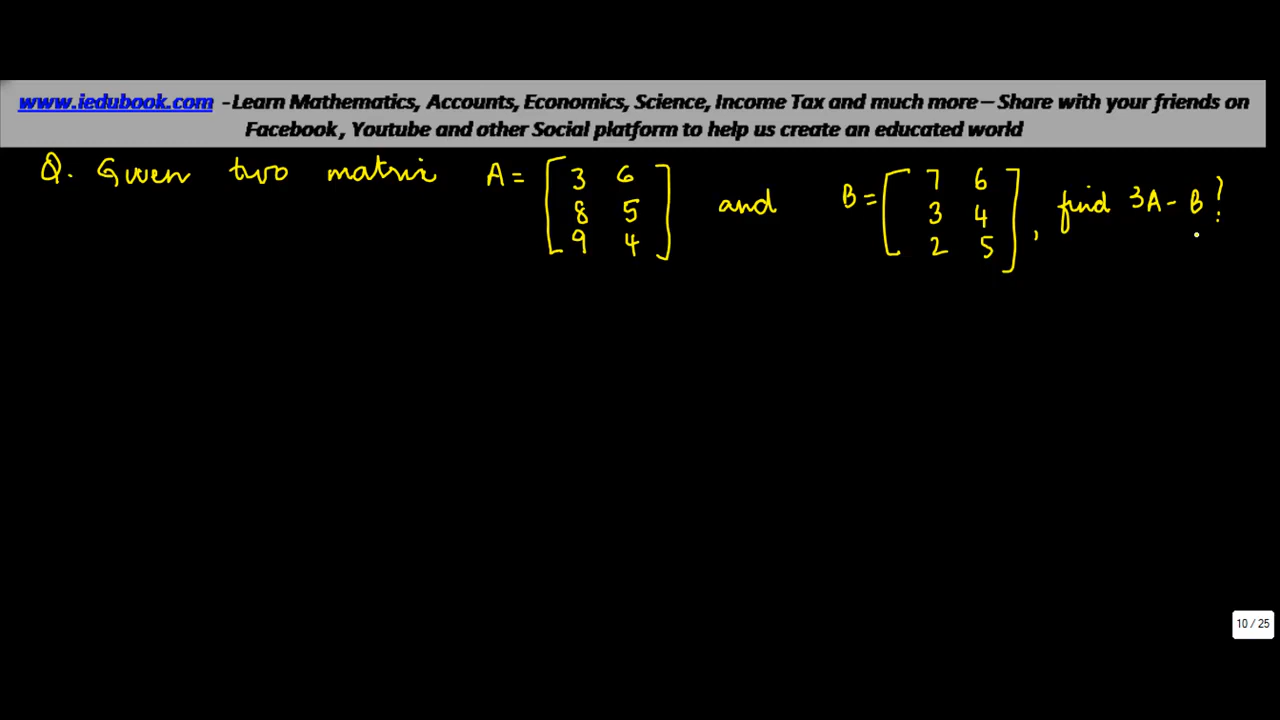 www.iedubook.com - Learn Mathematics, Accounts, Economics, Science, Income Tax and much more – Share with your friends on
Facebook, Youtube and other Social platform to help us create an educated world
Q. Given two matrix A = [ 3 6 ] and B = [ 7 6 ] , find 3A - B ?
8 5 3 4
9 4 2 5
10 / 25